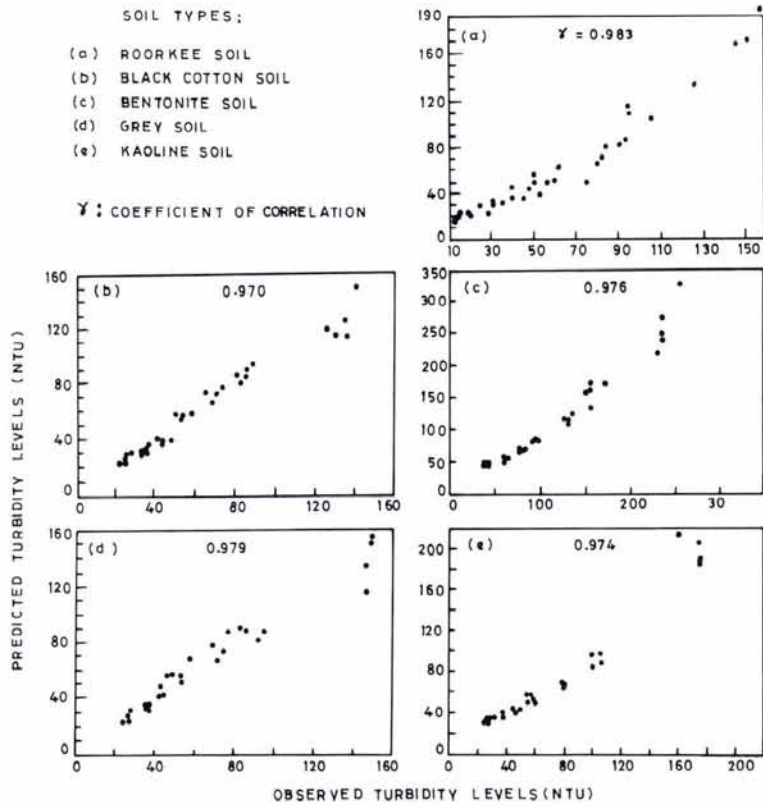 SOIL TYPES:
(a) ROORKEE SOIL
(b) BLACK COTTON SOIL
(c) BENTONITE SOIL
(d) GREY SOIL
(e) KAOLINE SOIL
γ : COEFFICIENT OF CORRELATION
(a) γ = 0.983
190
160
120
80
40
0
10 30 50 70 90 110 130 150
(b) 0.970
160
120
80
40
0
0 40 80 120 160
(c) 0.976
350
300
250
200
150
100
50
0
0 100 200 30
(d) 0.979
160
120
80
40
0
0 40 80 120 160
(e) 0.974
200
160
120
80
40
0
0 40 80 120 160 200
PREDICTED TURBIDITY LEVELS (NTU)
OBSERVED TURBIDITY LEVELS (NTU)